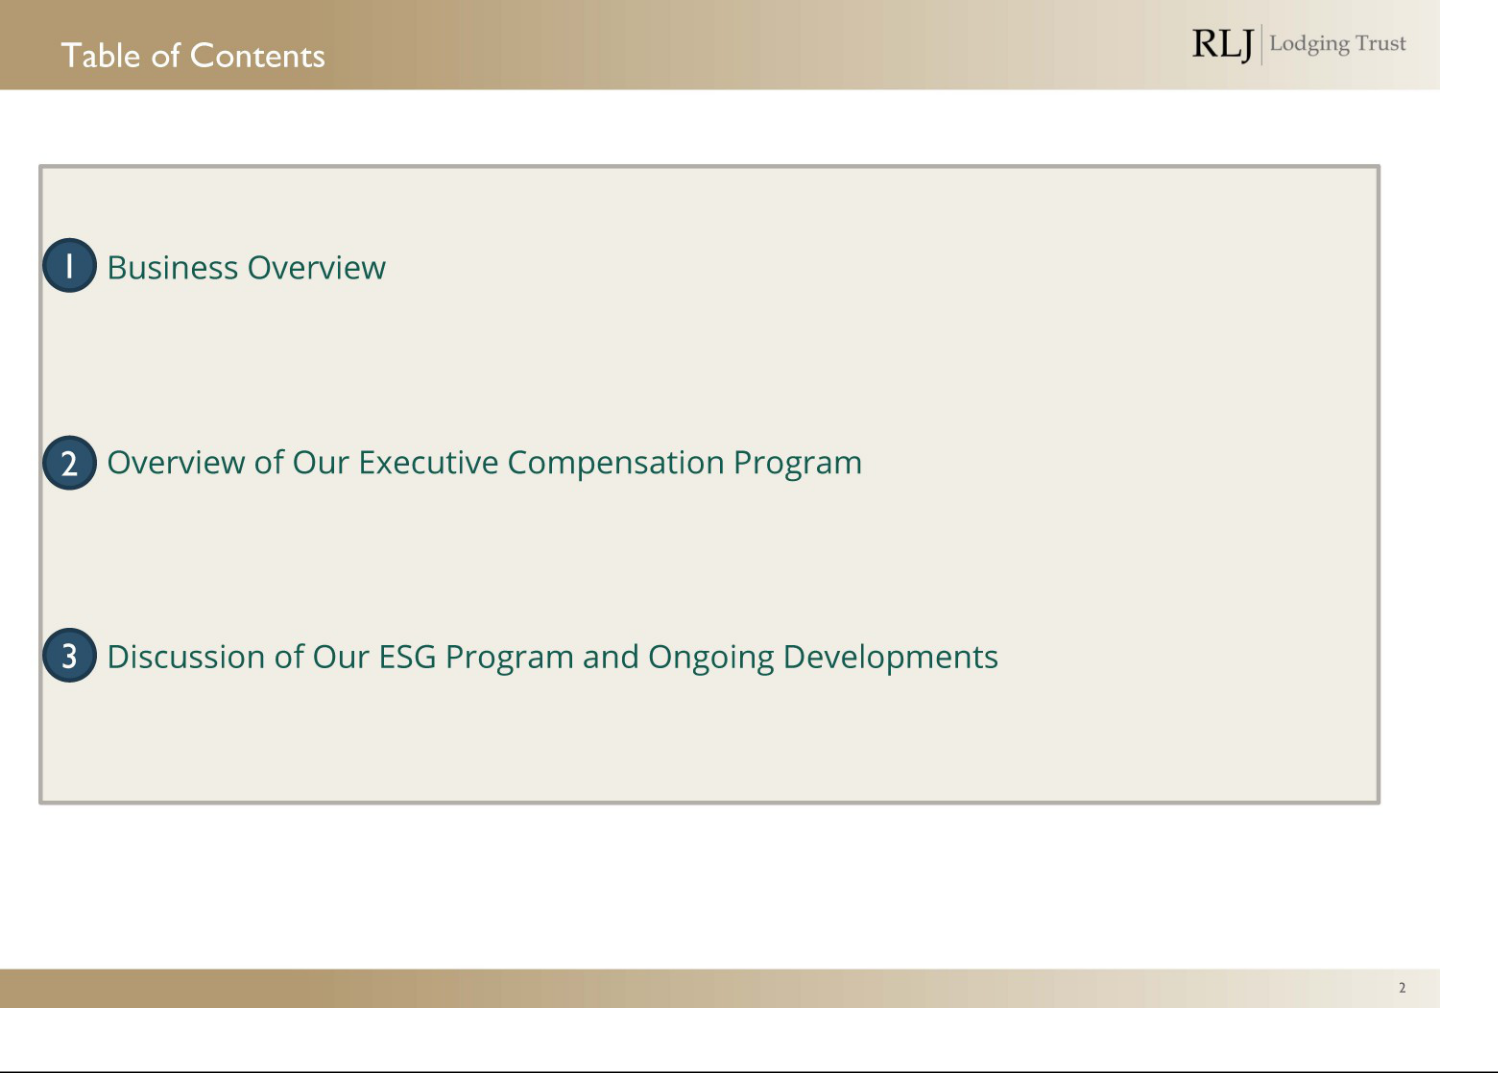 Table of Contents
RLJ Lodging Trust
1 Business Overview
2 Overview of Our Executive Compensation Program
3 Discussion of Our ESG Program and Ongoing Developments
2